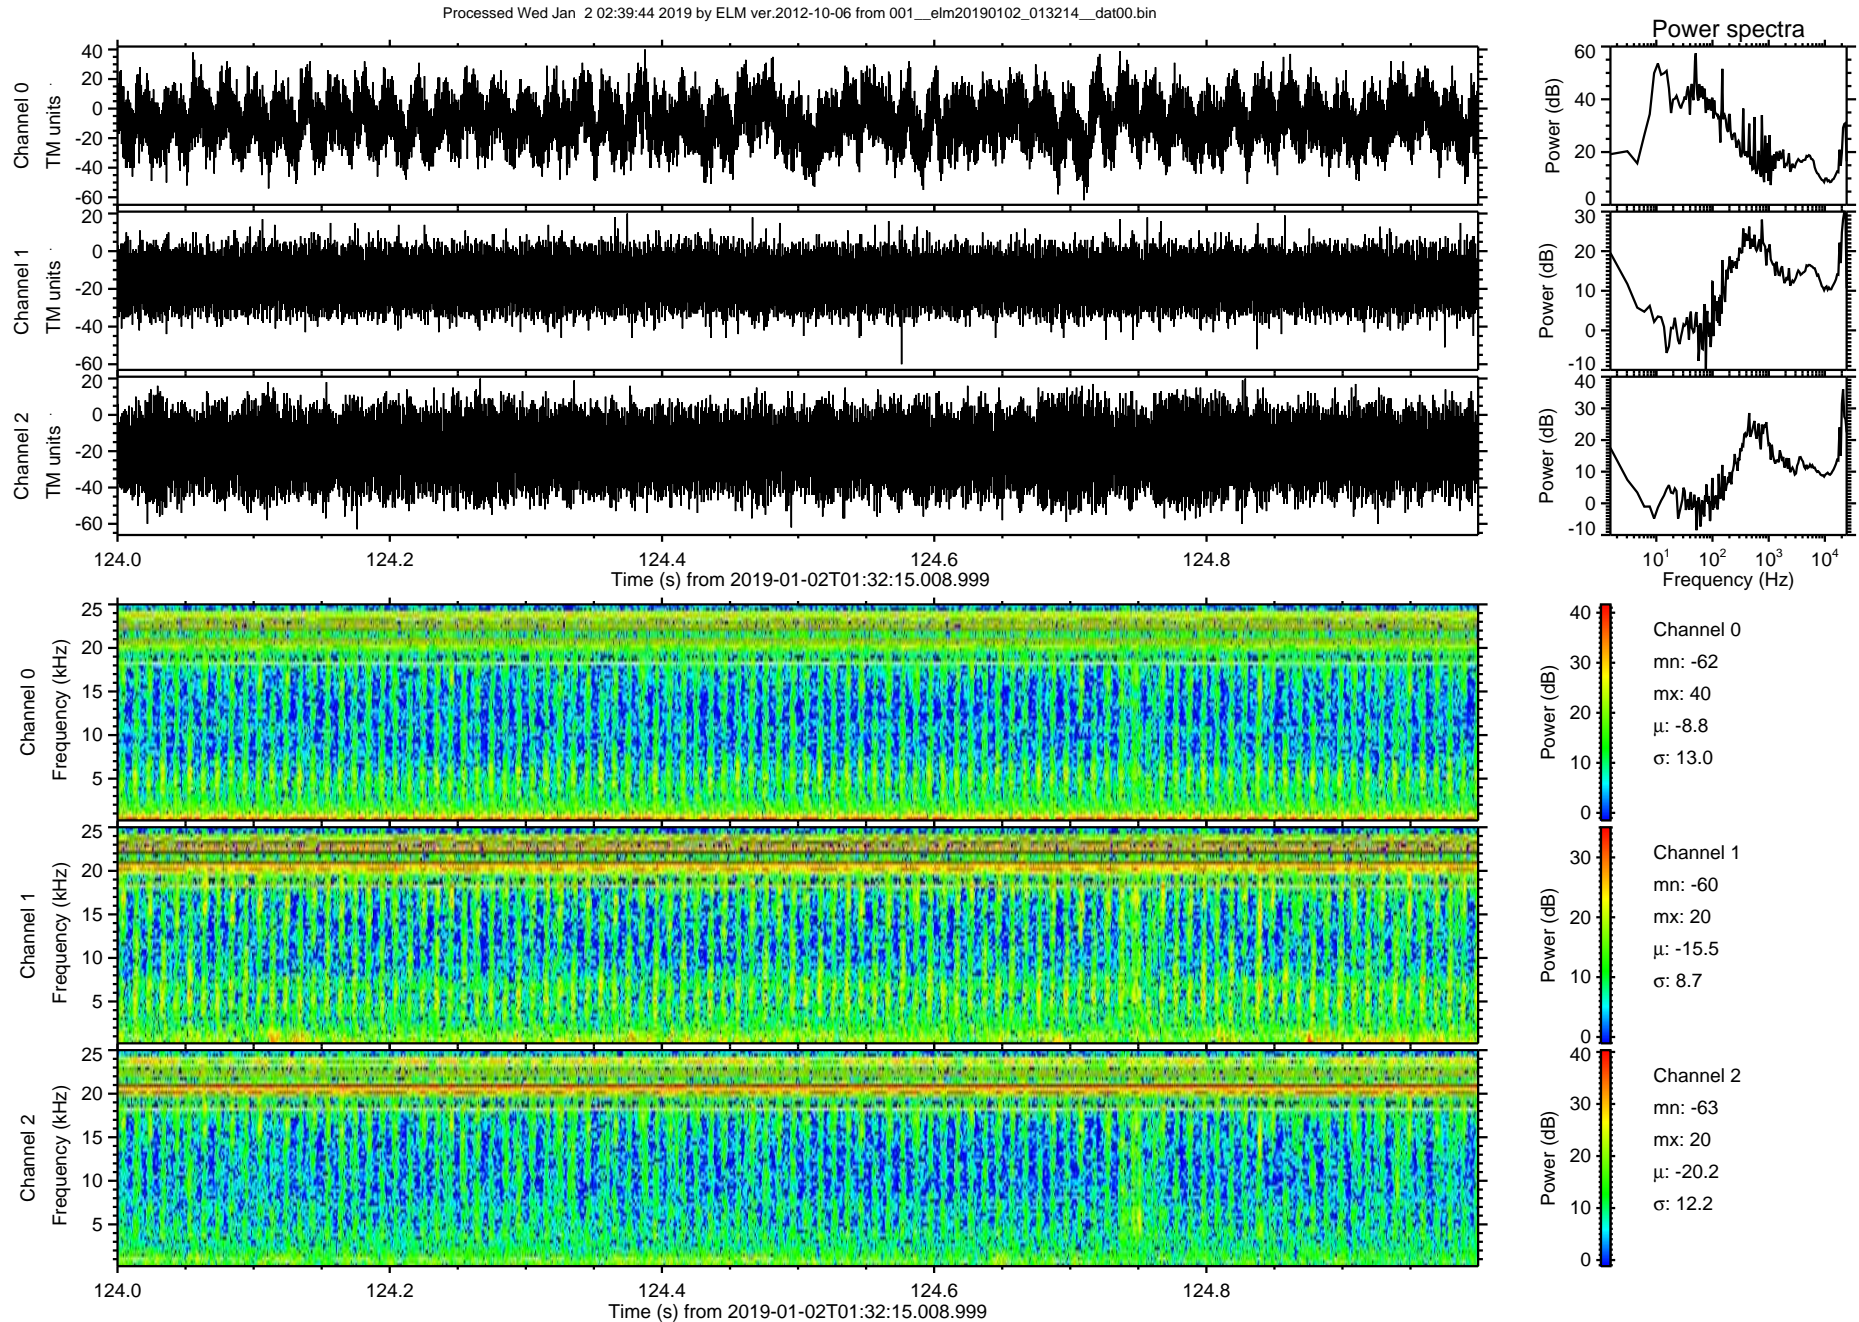 Processed Wed Jan  2 02:39:44 2019 by ELM ver.2012-10-06 from 001__elm20190102_013214__dat00.bin
Power spectra
Channel 0
TM units
40
20
0
-20
-40
-60
Power (dB)
60
40
20
0
Channel 1
TM units
20
0
-20
-40
-60
Power (dB)
30
20
10
0
-10
Channel 2
TM units
20
0
-20
-40
-60
Power (dB)
40
30
20
10
0
-10
124.0 124.2 124.4 124.6 124.8
Time (s) from 2019-01-02T01:32:15.008.999
10¹ 10² 10³ 10⁴
Frequency (Hz)
Channel 0
Frequency (kHz)
25
20
15
10
5
Power (dB)
40
30
20
10
0
Channel 0
mn: -62
mx: 40
μ: -8.8
σ: 13.0
Channel 1
Frequency (kHz)
25
20
15
10
5
Power (dB)
30
20
10
0
Channel 1
mn: -60
mx: 20
μ: -15.5
σ: 8.7
Channel 2
Frequency (kHz)
25
20
15
10
5
Power (dB)
40
30
20
10
0
Channel 2
mn: -63
mx: 20
μ: -20.2
σ: 12.2
124.0 124.2 124.4 124.6 124.8
Time (s) from 2019-01-02T01:32:15.008.999